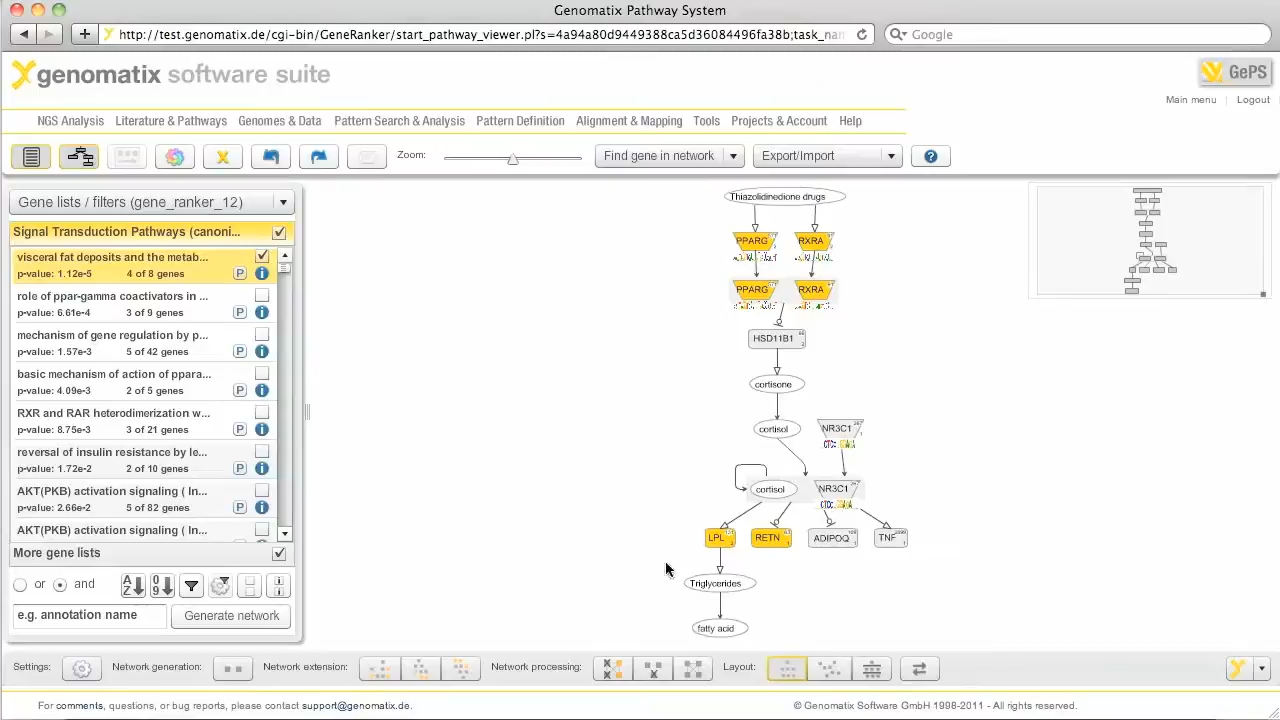 Genomatix Pathway System
http://test.genomatix.de/cgi-bin/GeneRanker/start_pathway_viewer.pl?s=4a94a80d9449388ca5d36084496fa38b;task_nar
Google
genomatix software suite
GePS
Main menu | Logout
NGS Analysis Literature & Pathways Genomes & Data Pattern Search & Analysis Pattern Definition Alignment & Mapping Tools Projects & Account Help
Zoom:
Find gene in network
Export/Import
?
Gene lists / filters (gene_ranker_12)
Signal Transduction Pathways (canoni...
visceral fat deposits and the metab...
p-value: 1.12e-5 4 of 8 genes P i
role of ppar-gamma coactivators in ...
p-value: 6.61e-4 3 of 9 genes P i
mechanism of gene regulation by p...
p-value: 1.57e-3 5 of 42 genes P i
basic mechanism of action of ppara...
p-value: 4.09e-3 2 of 5 genes P i
RXR and RAR heterodimerization w...
p-value: 8.75e-3 3 of 21 genes P i
reversal of insulin resistance by le...
p-value: 1.72e-2 2 of 10 genes P i
AKT(PKB) activation signaling ( In...
p-value: 2.66e-2 5 of 82 genes P i
AKT(PKB) activation signaling ( In...
More gene lists
or and
A Z 0 9
e.g. annotation name
Generate network
Thiazolidinedione drugs
PPARG RXRA
PPARG RXRA
HSD11B1
cortisone
cortisol NR3C1
cortisol NR3C1
LPL RETN ADIPOQ TNF
Triglycerides
fatty acid
Settings: Network generation: Network extension: Network processing: Layout:
For comments, questions, or bug reports, please contact support@genomatix.de.
© Genomatix Software GmbH 1998-2011 - All rights reserved.